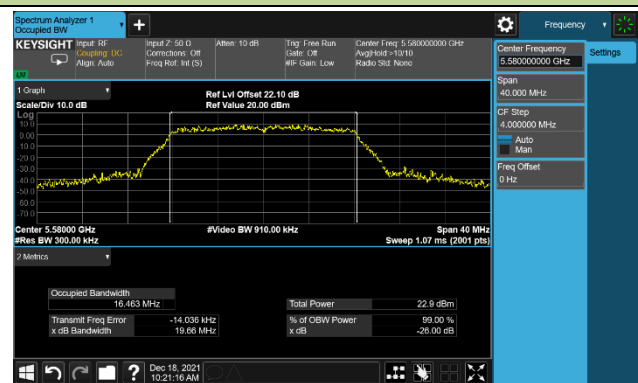 Spectrum Analyzer 1
Occupied BW
+
Frequency
KEYSIGHT
Input: RF
Coupling: DC
Align: Auto
Input Z: 50 Ω
Corrections: Off
Freq Ref: Int (S)
Atten: 10 dB
Trig: Free Run
Gate: Off
#IF Gain: Low
Center Freq: 5.580000000 GHz
Avg|Hold:>10/10
Radio Std: None
Center Frequency
5.580000000 GHz
Settings
Span
40.000 MHz
CF Step
4.000000 MHz
Auto
Man
Freq Offset
0 Hz
1 Graph
Scale/Div 10.0 dB
Ref Lvl Offset 22.10 dB
Ref Value 20.00 dBm
Log
10.0
0.00
-10.0
-20.0
-30.0
-40.0
-50.0
-60.0
-70.0
Center 5.58000 GHz
#Video BW 910.00 kHz
Span 40 MHz
#Res BW 300.00 kHz
Sweep 1.07 ms (2001 pts)
2 Metrics
Occupied Bandwidth
16.463 MHz
Total Power
22.9 dBm
Transmit Freq Error
-14.036 kHz
% of OBW Power
99.00 %
x dB Bandwidth
19.66 MHz
x dB
-26.00 dB
?
Dec 18, 2021
10:21:16 AM